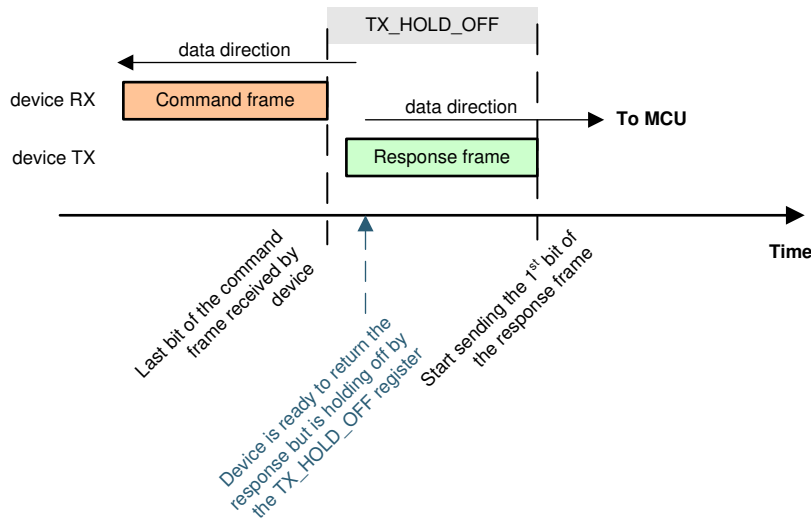 TX_HOLD_OFF
data direction
device RX
Command frame
data direction
To MCU
device TX
Response frame
Time
Last bit of the command
frame received by
device
Device is ready to return the
response but is holding off by
the TX_HOLD_OFF register
Start sending the 1st bit of
the response frame